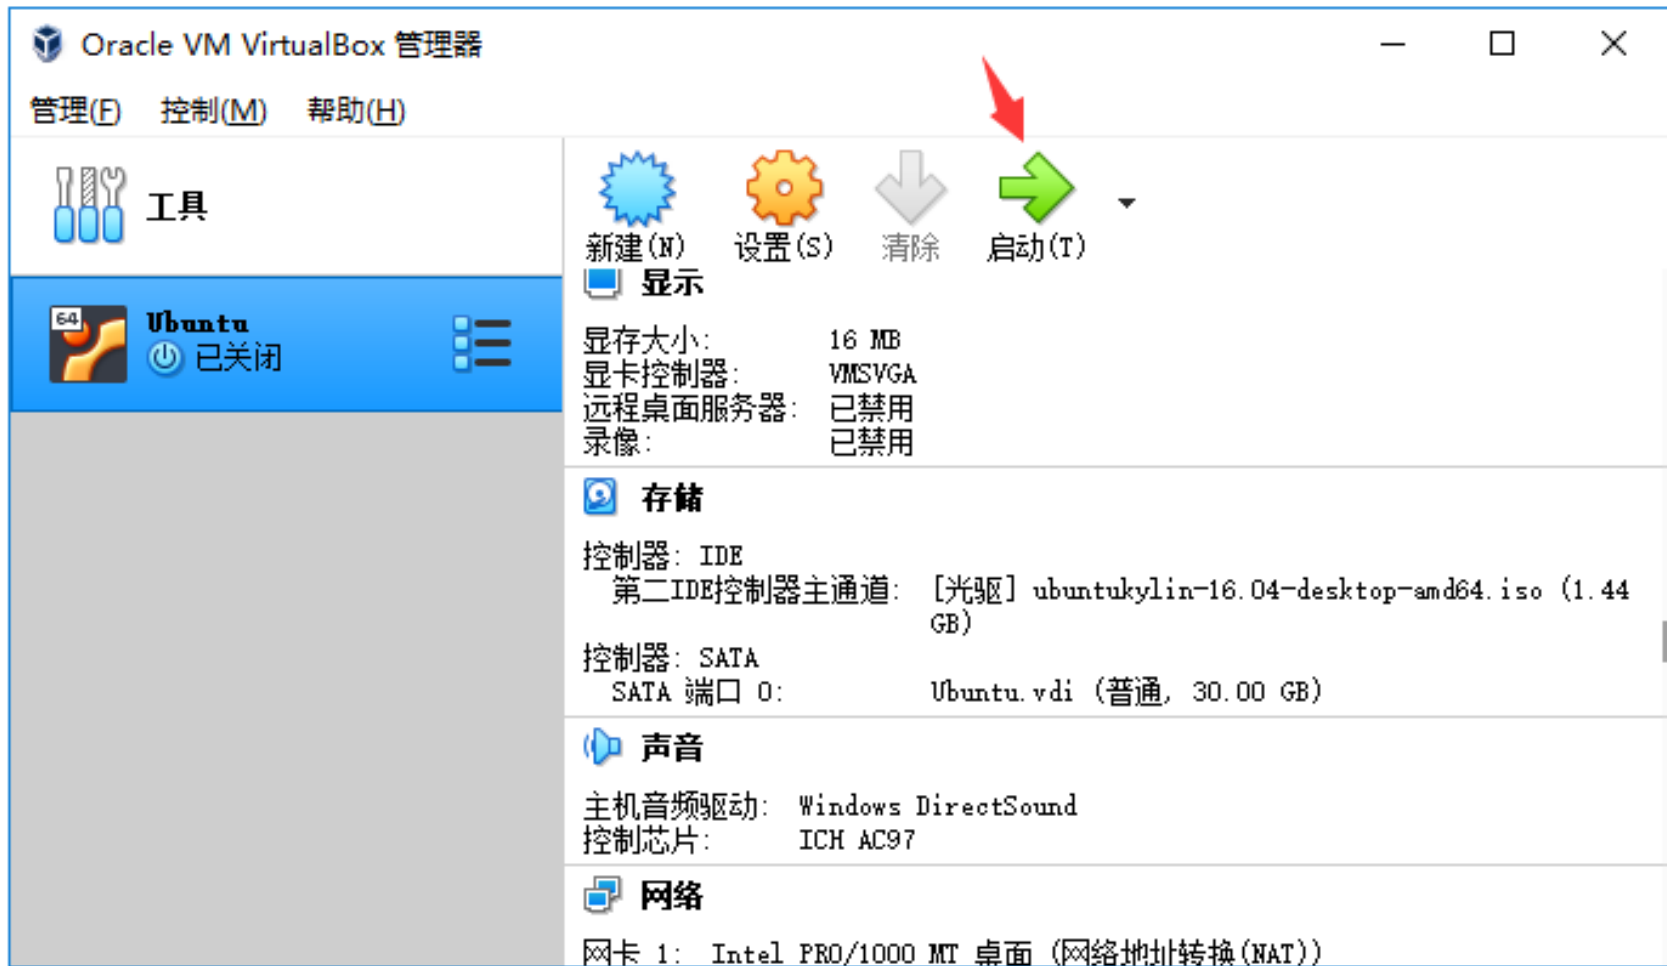 Oracle VM VirtualBox 管理器
管理(F) 控制(M) 帮助(H)
工具
新建(N) 设置(S) 清除 启动(T)
64
Ubuntu
已关闭
显示
显存大小: 16 MB
显卡控制器: VMSVGA
远程桌面服务器: 已禁用
录像: 已禁用
存储
控制器: IDE
第二IDE控制器主通道: [光驱] ubuntukylin-16.04-desktop-amd64.iso (1.44
GB)
控制器: SATA
SATA 端口 0: Ubuntu.vdi (普通, 30.00 GB)
声音
主机音频驱动: Windows DirectSound
控制芯片: ICH AC97
网络
网卡 1: Intel PRO/1000 MT 桌面 (网络地址转换(NAT))